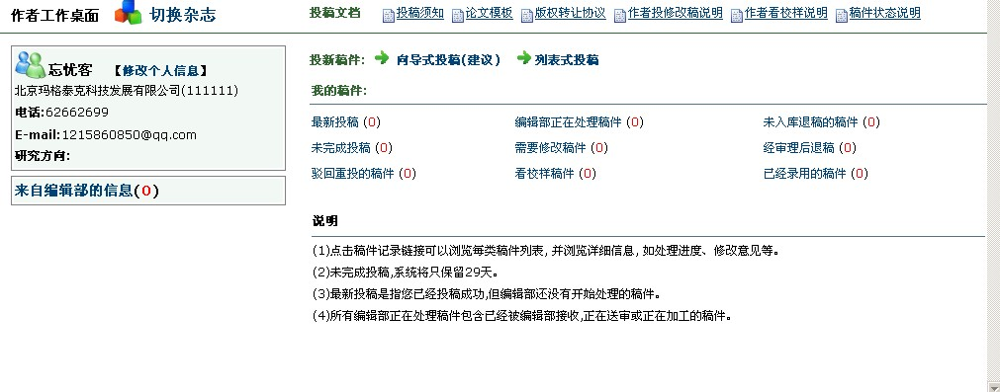 作者工作桌面 切换杂志 投稿文档 投稿须知 论文模板 版权转让协议 作者投修改稿说明 作者看校样说明 稿件状态说明
忘忧客 【修改个人信息】
北京玛格泰克科技发展有限公司(111111)
电话:62662699
E-mail:1215860850@qq.com
研究方向:
来自编辑部的信息(0)
投新稿件: 向导式投稿(建议) 列表式投稿
我的稿件:
最新投稿 (0) 编辑部正在处理稿件 (0) 未入库退稿的稿件 (0)
未完成投稿 (0) 需要修改稿件 (0) 经审理后退稿 (0)
驳回重投的稿件 (0) 看校样稿件 (0) 已经录用的稿件 (0)
说明
(1)点击稿件记录链接可以浏览每类稿件列表, 并浏览详细信息, 如处理进度、修改意见等。
(2)未完成投稿,系统将只保留29天。
(3)最新投稿是指您已经投稿成功,但编辑部还没有开始处理的稿件。
(4)所有编辑部正在处理稿件包含已经被编辑部接收,正在送审或正在加工的稿件。